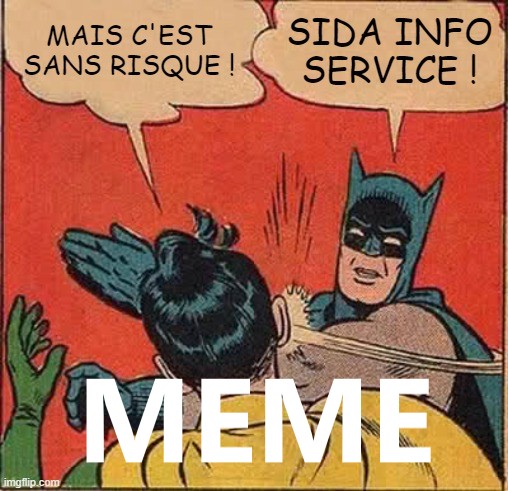 MAIS C'EST
SANS RISQUE !
SIDA INFO
SERVICE !
MEME
imgflip.com